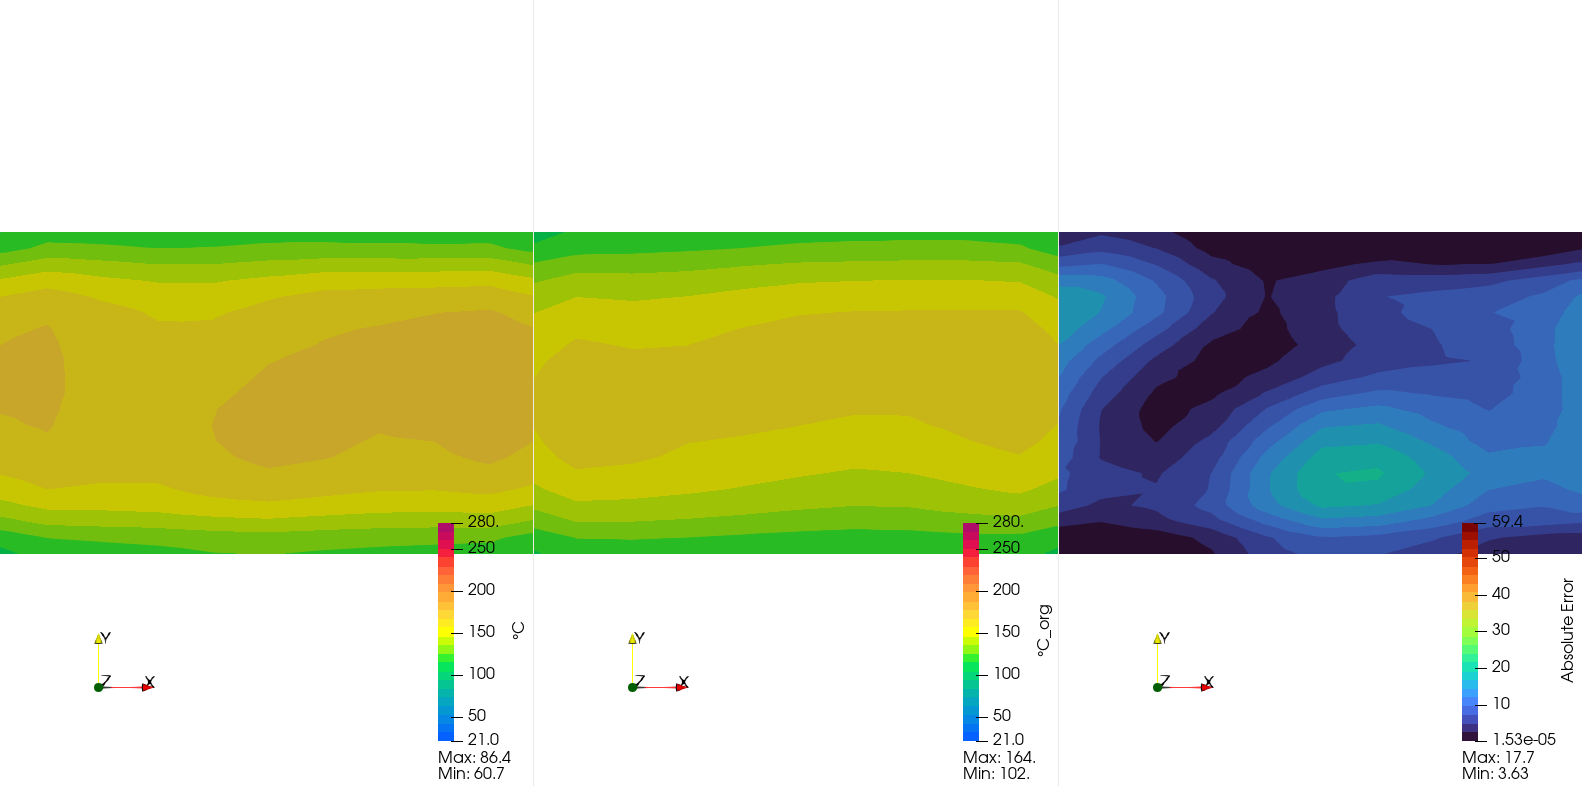 280.
250
200
150
100
50
21.0
°C
Max: 86.4
Min: 60.7
Y
Z
X
280.
250
200
150
100
50
21.0
°C_org
Max: 164.
Min: 102.
Y
Z
X
59.4
50
40
30
20
10
1.53e-05
Absolute Error
Max: 17.7
Min: 3.63
Y
Z
X